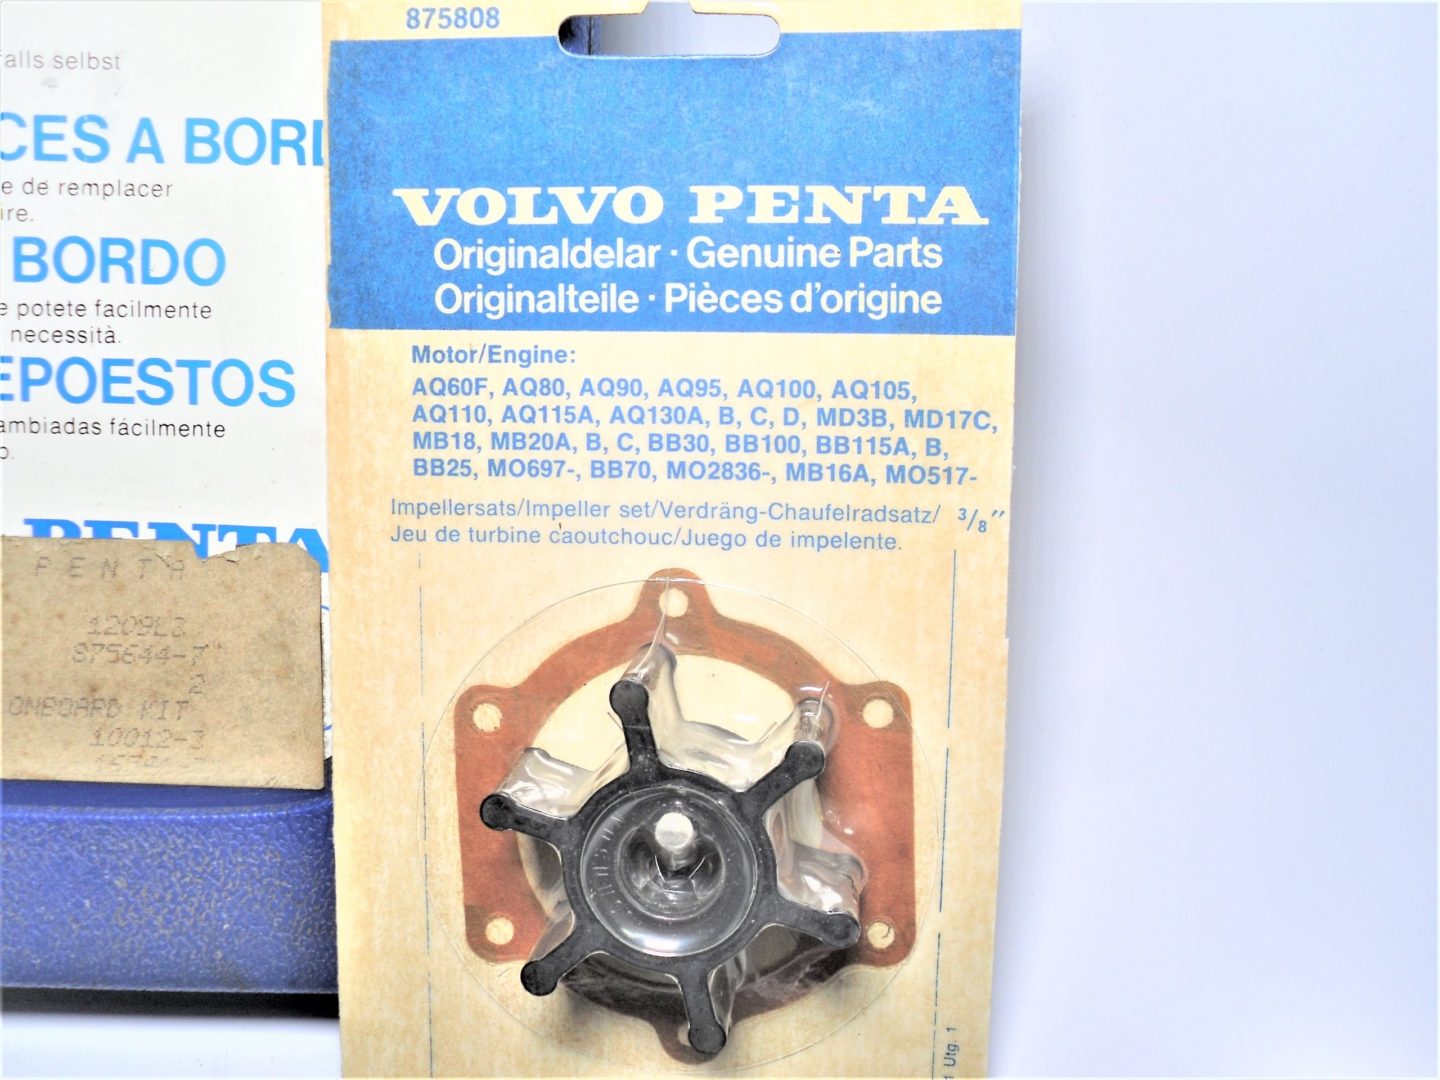 falls selbst
CES A BORD
e de remplacer
ire.
BORDO
e potete facilmente
necessità.
EPOESTOS
ambiadas fácilmente
o.
PENTA
PENTA
1209L3
875644-7
2
ONBOARD KIT
10012-3
875808
VOLVO PENTA
Originaldelar · Genuine Parts
Originalteile · Pièces d'origine
Motor/Engine:
AQ60F, AQ80, AQ90, AQ95, AQ100, AQ105,
AQ110, AQ115A, AQ130A, B, C, D, MD3B, MD17C,
MB18, MB20A, B, C, BB30, BB100, BB115A, B,
BB25, MO697-, BB70, MO2836-, MB16A, MO517-
Impellersats/Impeller set/Verdräng-Chaufelradsatz/ 3/8″
Jeu de turbine caoutchouc/Juego de impelente.
Utg 1